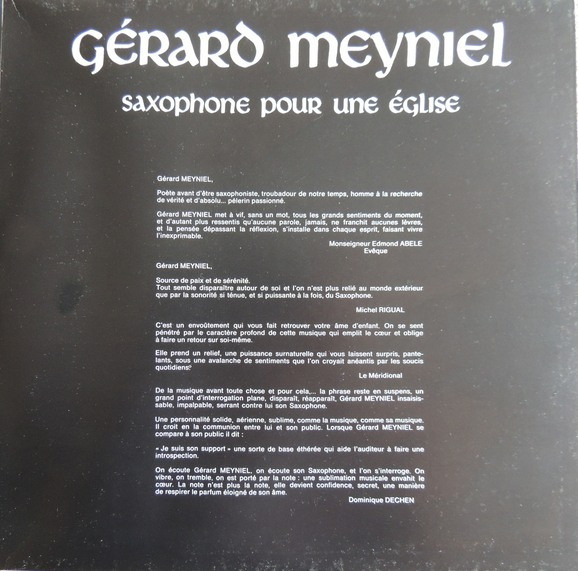 GÉRARD MEYNIEL
SAXOPHONE POUR UNE ÉGLISE
Gérard MEYNIEL,
Poète avant d'être saxophoniste, troubadour de notre temps, homme à la recherche
de vérité et d'absolu... pèlerin passionné.
Gérard MEYNIEL met à vif, sans un mot, tous les grands sentiments du moment,
et d'autant plus ressentis qu'aucune parole, jamais, ne franchit aucunes lèvres,
et la pensée dépassant la réflexion, s'installe dans chaque esprit, faisant vivre
l'inexprimable.
Monseigneur Edmond ABELE
Evêque
Gérard MEYNIEL,
Source de paix et de sérénité.
Tout semble disparaître autour de soi et l'on n'est plus relié au monde extérieur
que par la sonorité si ténue, et si puissante à la fois, du Saxophone.
Michel RIGUAL
C'est un envoûtement qui vous fait retrouver votre âme d'enfant. On se sent
pénétré par le caractère profond de cette musique qui emplit le cœur et oblige
à faire un retour sur soi-même.
Elle prend un relief, une puissance surnaturelle qui vous laissent surpris, pante-
lants, sous une avalanche de sentiments que l'on croyait anéantis par les soucis
quotidiens?
Le Méridional
De la musique avant toute chose et pour cela,... la phrase reste en suspens, un
grand point d'interrogation plane, disparaît, réapparaît, Gérard MEYNIEL insaisis-
sable, impalpable, serrant contre lui son Saxophone.
Une personnalité solide, aérienne, sublime, comme la musique, comme sa musique.
Il croit en la communion entre lui et son public. Lorsque Gérard MEYNIEL se
compare à son public il dit :
« Je suis son support » une sorte de base éthérée qui aide l'auditeur à faire une
introspection.
On écoute Gérard MEYNIEL, on écoute son Saxophone, et l'on s'interroge. On
vibre, on tremble, on est porté par la note : une sublimation musicale envahit le
cœur. La note n'est plus la note, elle devient confidence, secret, une manière
de respirer le parfum éloigné de son âme.
Dominique DECHEN